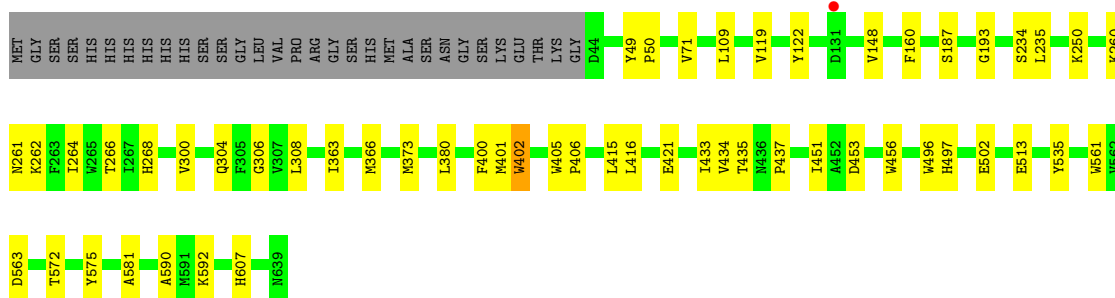 MET GLY SER SER HIS HIS HIS HIS HIS HIS SER SER GLY LEU VAL PRO ARG GLY SER HIS MET ALA SER ASN GLY SER LYS GLU THR LYS GLY D44 Y49 P50 V71 L109 V119 Y122 D131 V148 F160 S187 G193 S234 L235 K250 K260
N261 K262 F263 I264 W265 T266 I267 H268 V300 Q304 F305 G306 V307 L308 I363 M366 M373 L380 F400 M401 W402 W405 P406 L415 L416 E421 I433 V434 T435 N436 P437 I451 A452 D453 W456 W496 H497 E502 E513 Y535 W561 V562
D563 T572 Y575 A581 A590 M591 K592 H607 N639